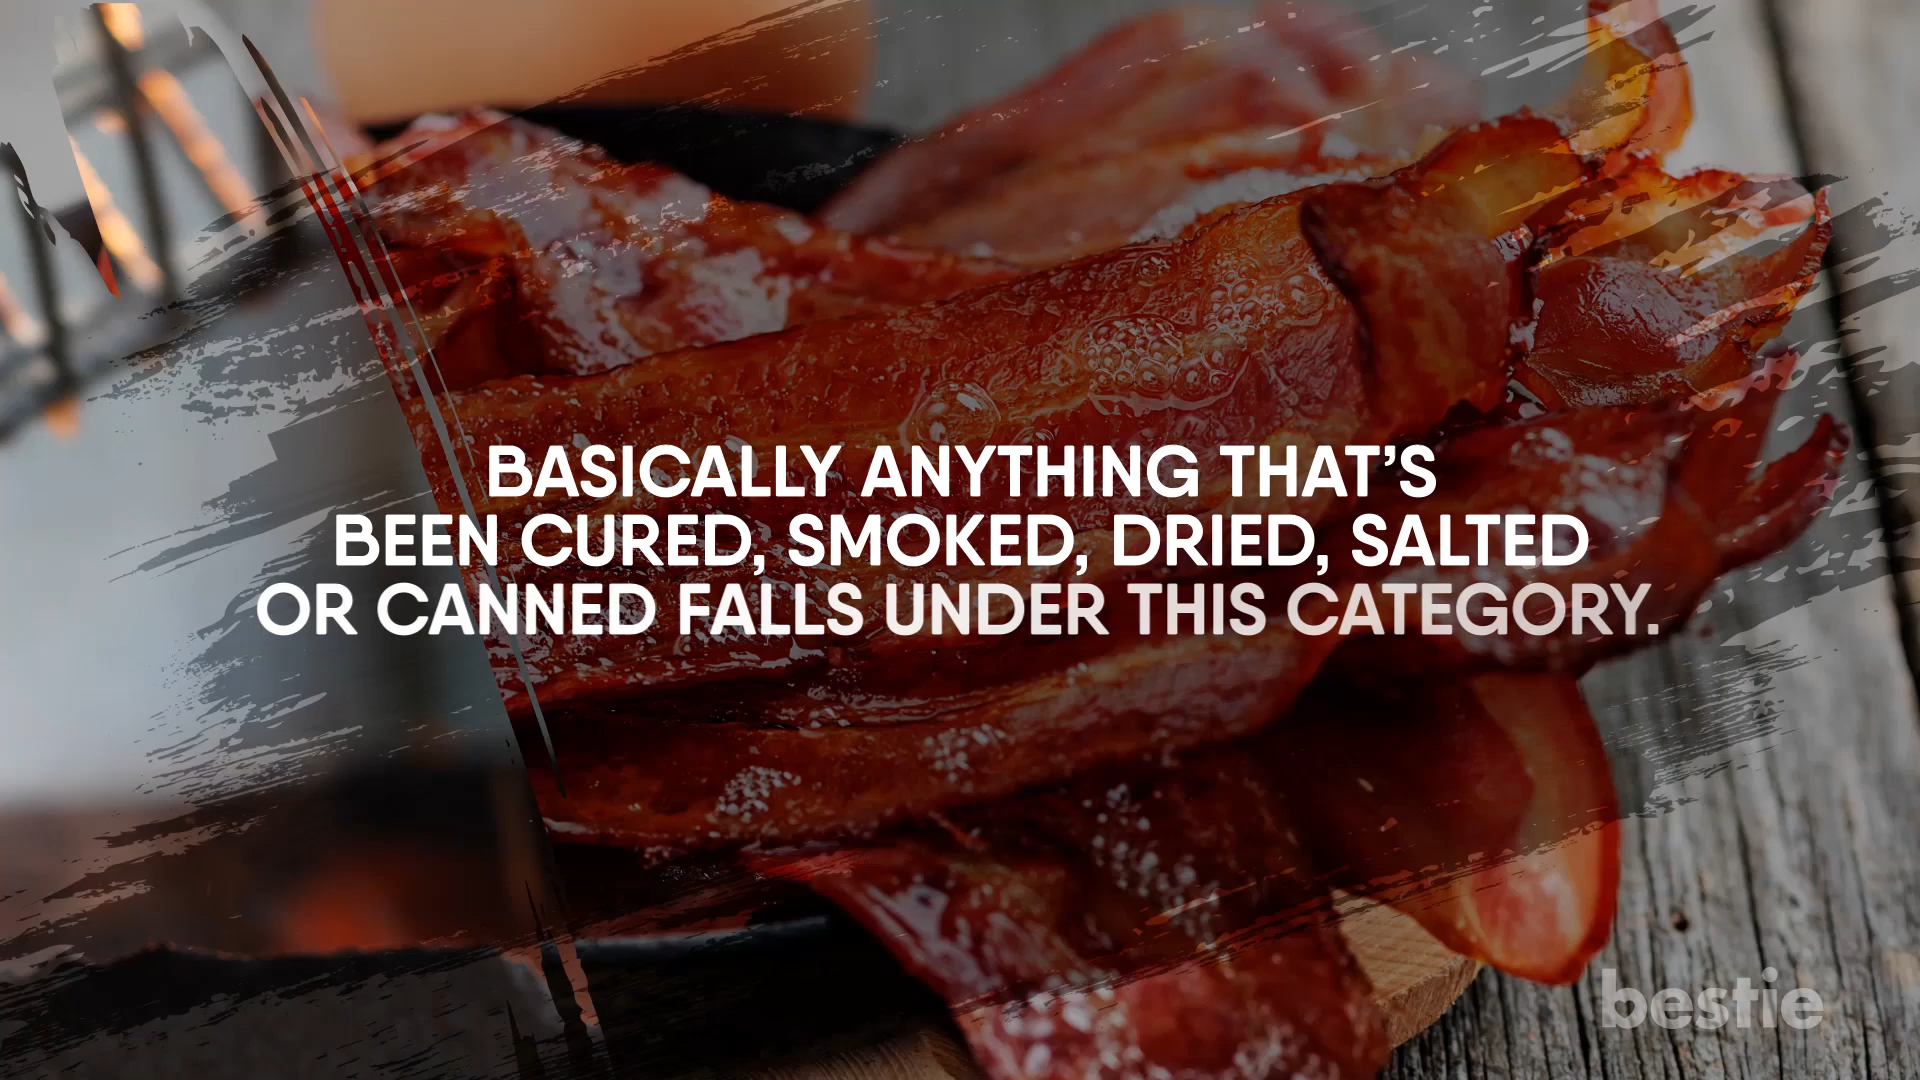 BASICALLY ANYTHING THAT’S
BEEN CURED, SMOKED, DRIED, SALTED
OR CANNED FALLS UNDER THIS CATEGORY.
bestie